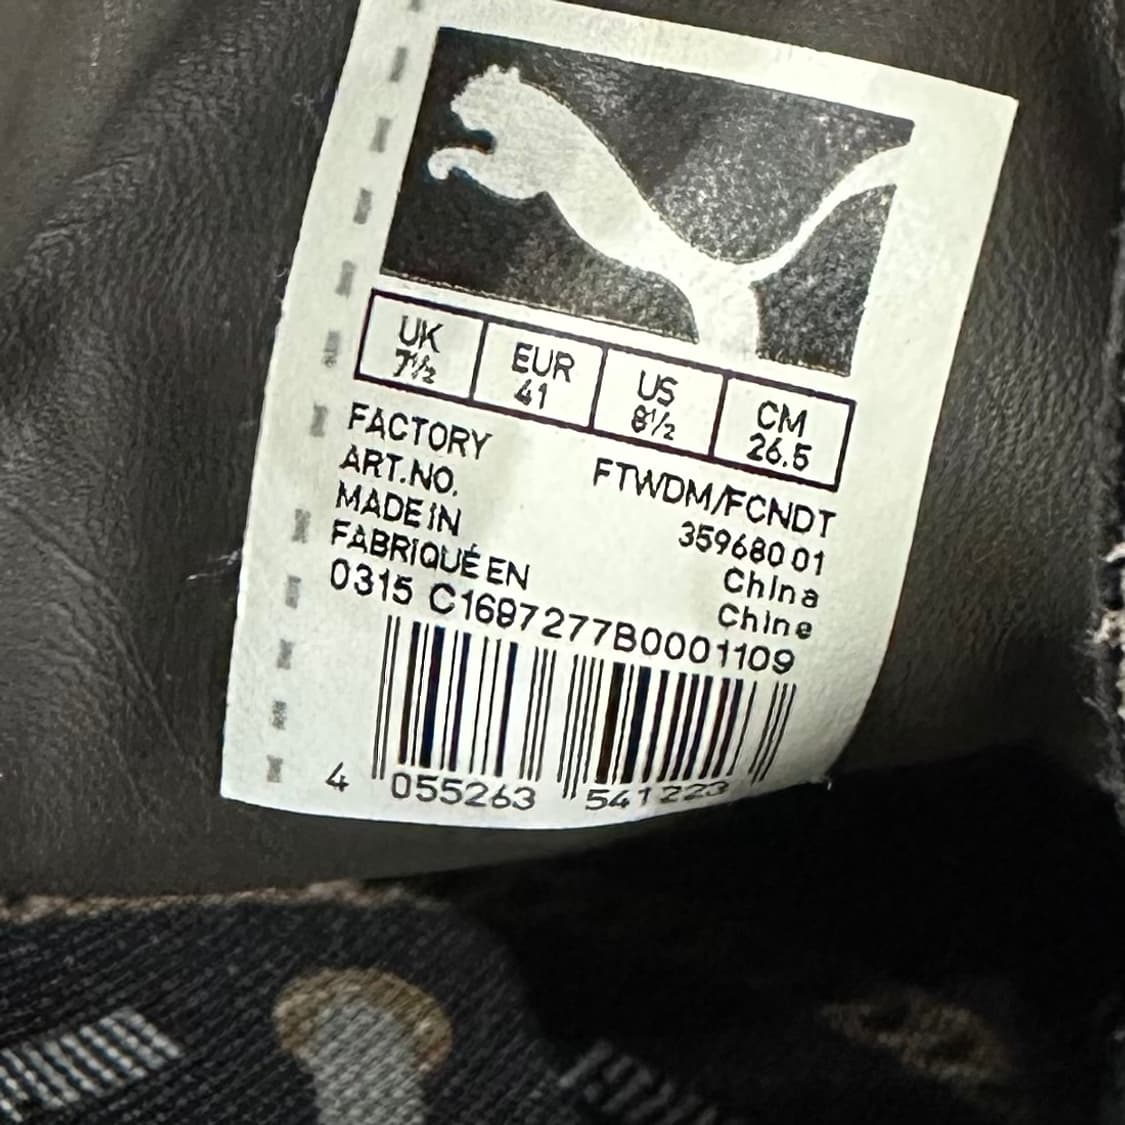 UK EUR US CM
7½ 41 8½ 26.5
FACTORY FTWDM/FCNDT
ART.NO. 359680 01
MADE IN China
FABRIQUÉ EN Chine
0315 C1687277B0001109
4 055263 541223